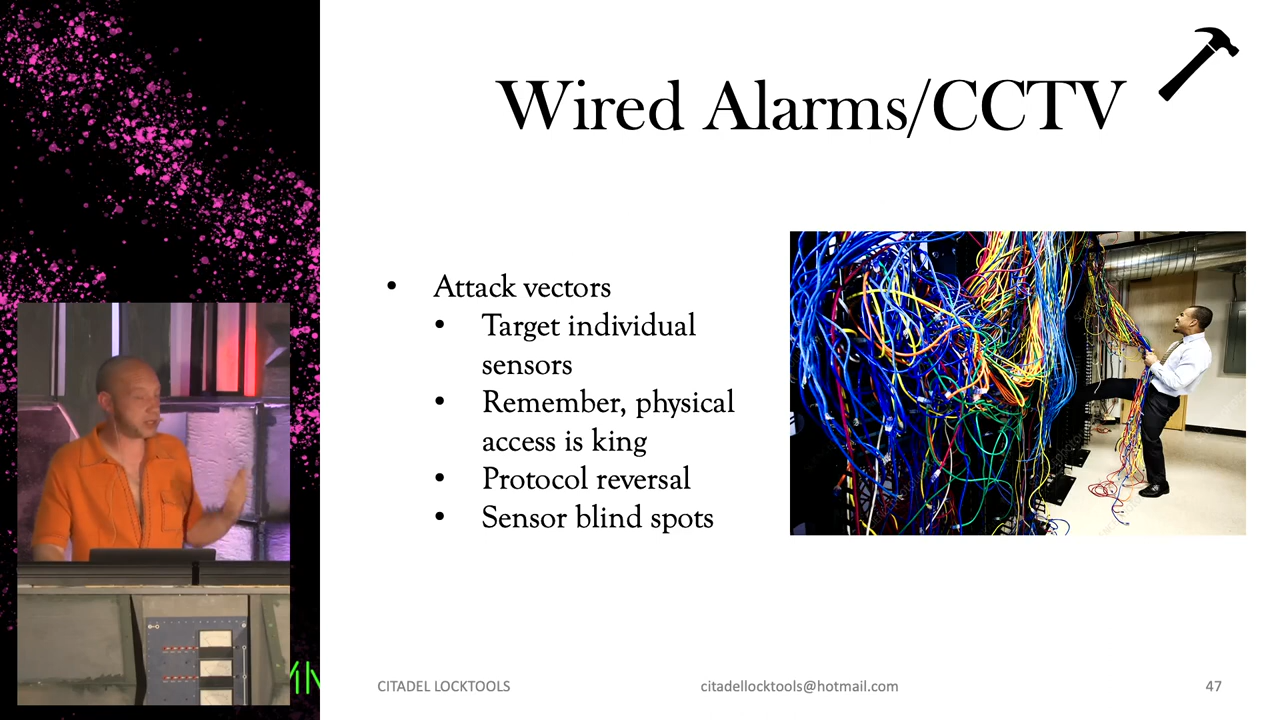 Wired Alarms/CCTV
• Attack vectors
• Target individual
sensors
• Remember, physical
access is king
• Protocol reversal
• Sensor blind spots
CITADEL LOCKTOOLS
citadellocktools@hotmail.com
47